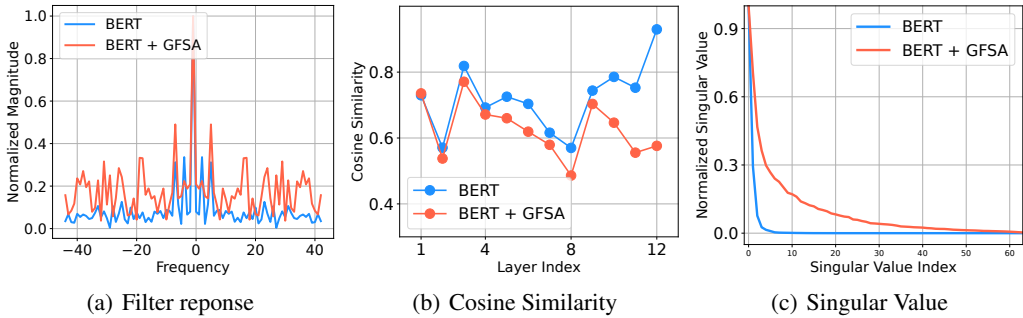 BERT
BERT + GFSA
Normalized Magnitude
1.0
0.8
0.6
0.4
0.2
0.0
−40
−20
0
20
40
Frequency
(a) Filter reponse
Cosine Similarity
0.8
0.6
0.4
BERT
BERT + GFSA
1
4
8
12
Layer Index
(b) Cosine Similarity
BERT
BERT + GFSA
Normalized Singular Value
0.9
0.6
0.3
0.0
0
10
20
30
40
50
60
Singular Value Index
(c) Singular Value